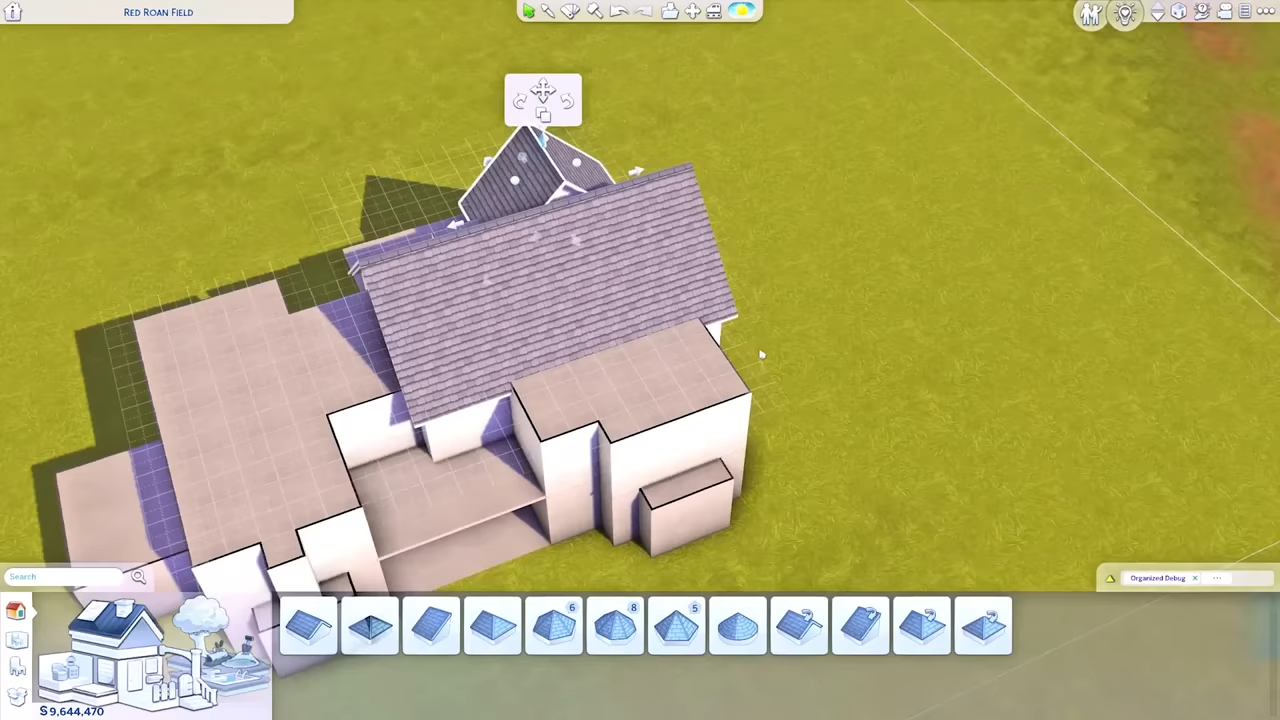 RED ROAN FIELD
Search
Organized Debug
6
8
5
$9,644,470